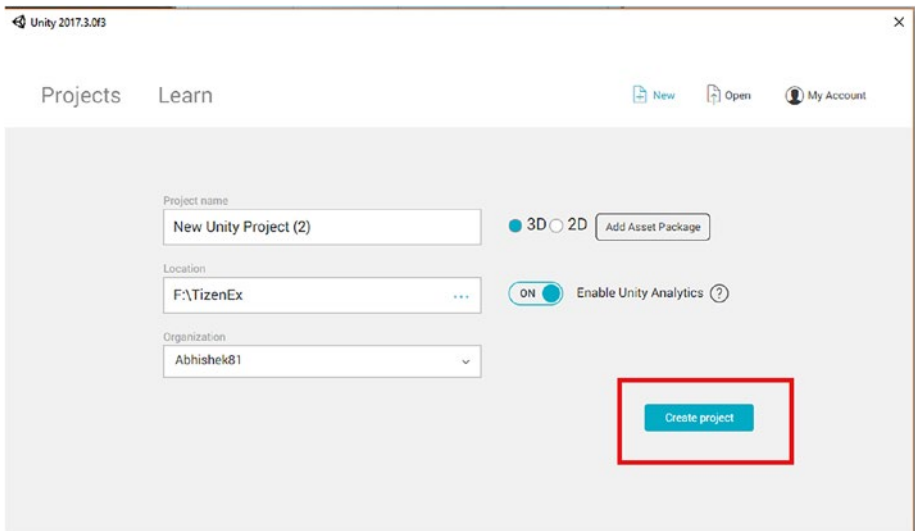 Unity 2017.3.0f3
Projects Learn New Open My Account
Project name
New Unity Project (2)
3D 2D Add Asset Package
Location
F:\TizenEx ...
ON Enable Unity Analytics ?
Organization
Abhishek81
Create project